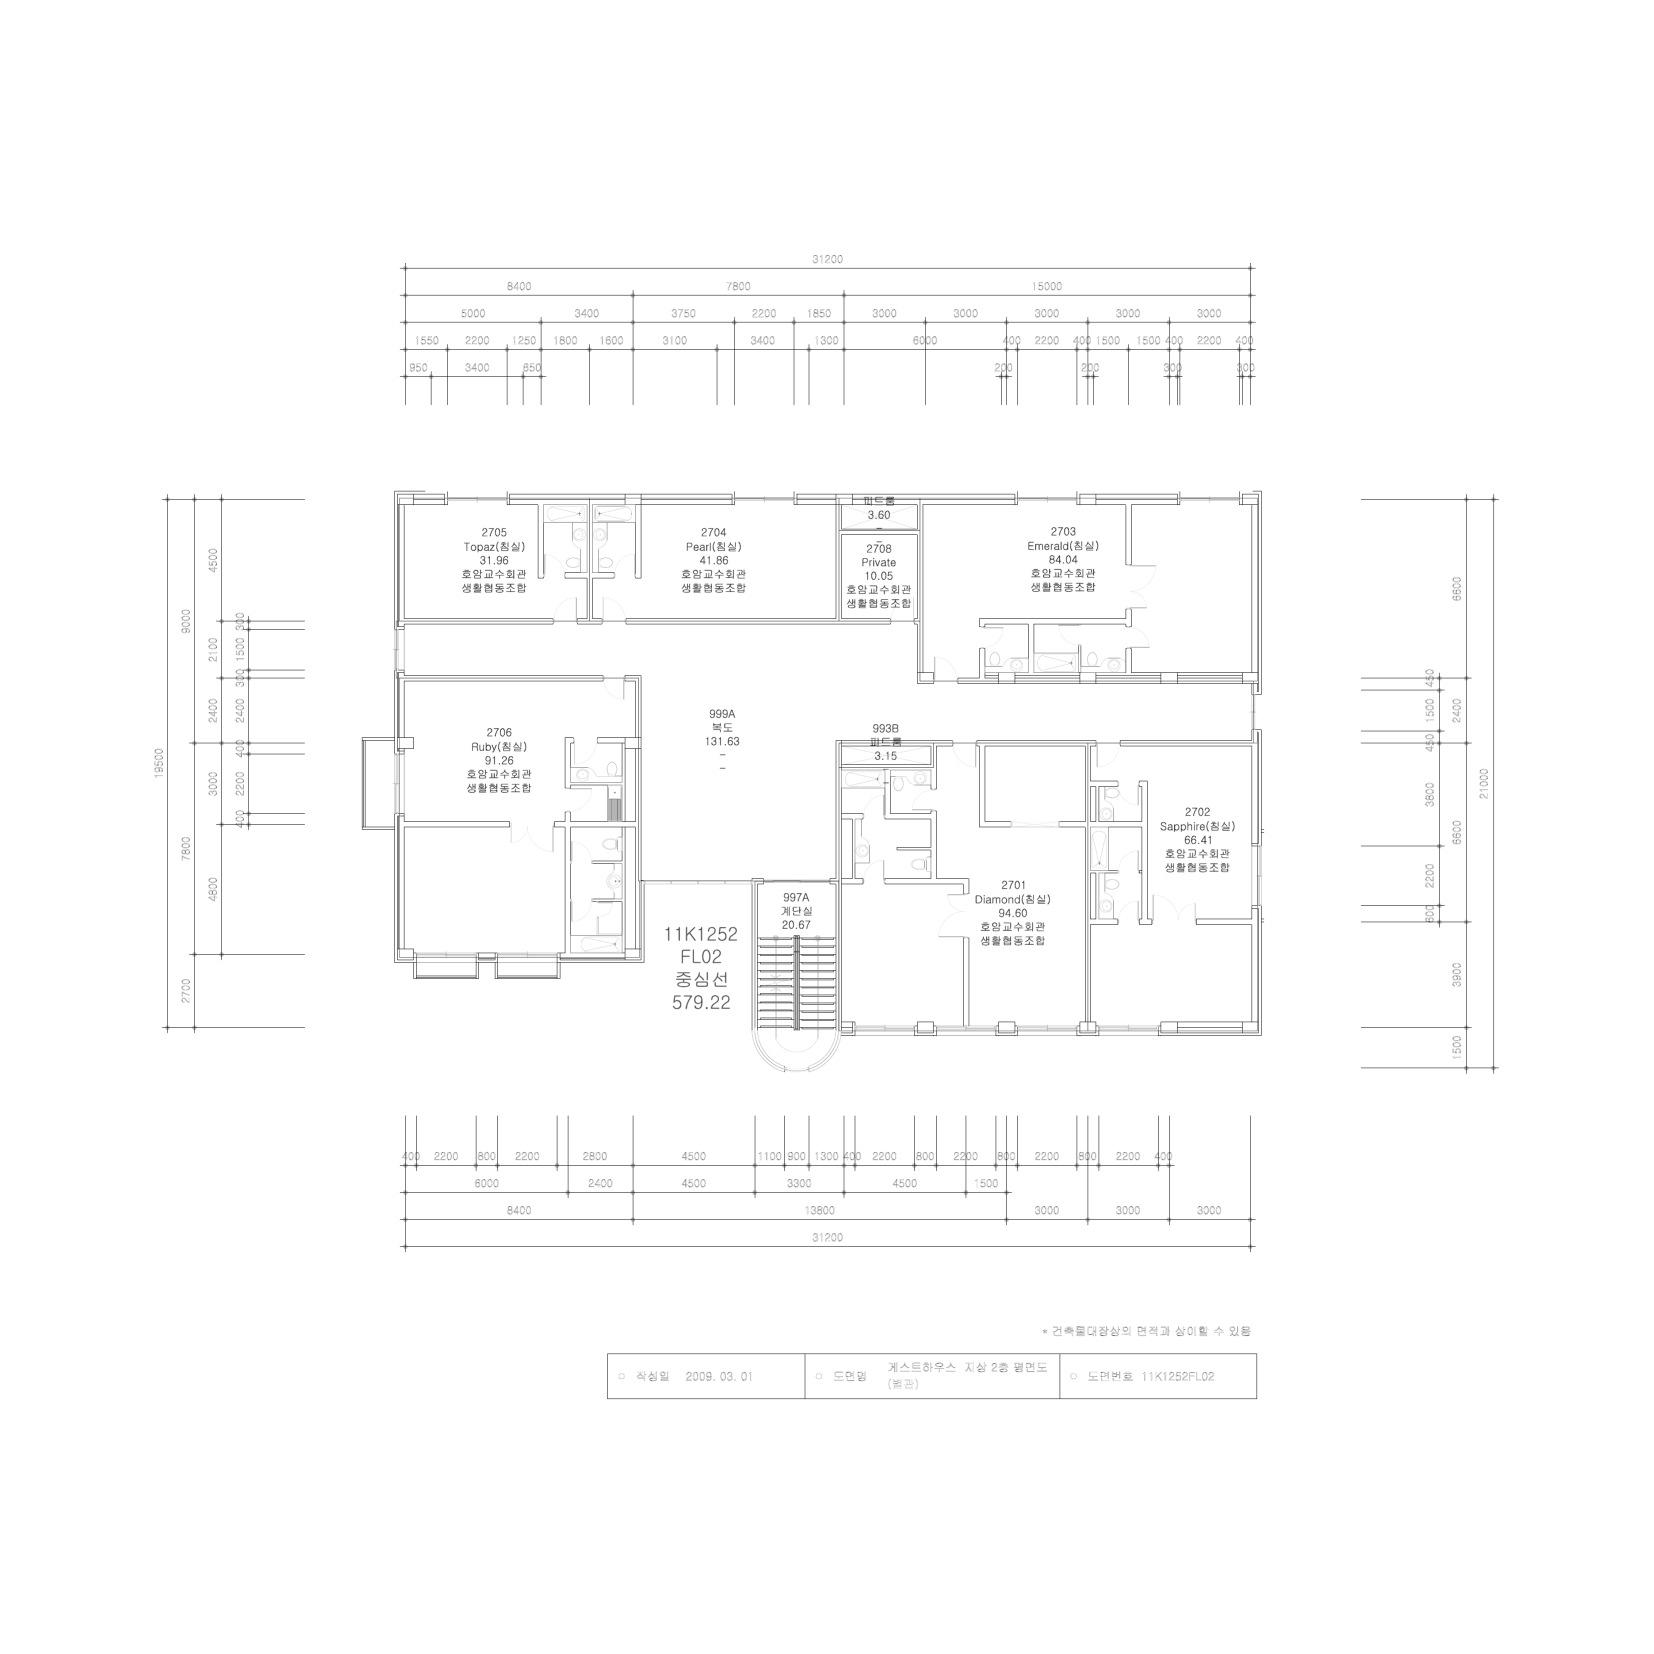 31200
8400 7800 15000
5000 3400 3750 2200 1850 3000 3000 3000 3000 3000
1550 2200 1250 1800 1600 3100 3400 1300 6000 400 2200 400 1500 1500 400 2200 400
950 3400 650 200 200 300 300
19500
9000 7800 2700
4500 2100 2400 3000 4800
300 1500 300 2400 400 2200 400
2705
Topaz(침실)
31.96
호암교수회관
생활협동조합
2704
Pearl(침실)
41.86
호암교수회관
생활협동조합
피드룸
3.60
–
–
2708
Private
10.05
호암교수회관
생활협동조합
2703
Emerald(침실)
84.04
호암교수회관
생활협동조합
2706
Ruby(침실)
91.26
호암교수회관
생활협동조합
999A
복도
131.63
–
–
993B
피드룸
3.15
2702
Sapphire(침실)
66.41
호암교수회관
생활협동조합
2701
Diamond(침실)
94.60
호암교수회관
생활협동조합
997A
계단실
20.67
11K1252
FL02
중심선
579.22
450 1500 450 3800 2200 600
6600 2400 6600 3900 1500
21000
400 2200 800 2200 2800 4500 1100 900 1300 400 2200 800 2200 800 2200 800 2200 400
6000 2400 4500 3300 4500 1500
8400 13800 3000 3000 3000
31200
* 건축물대장상의 면적과 상이할 수 있음
○ 작성일 2009. 03. 01
○ 도면명 게스트하우스 지상 2층 평면도
(별관)
○ 도면번호 11K1252FL02